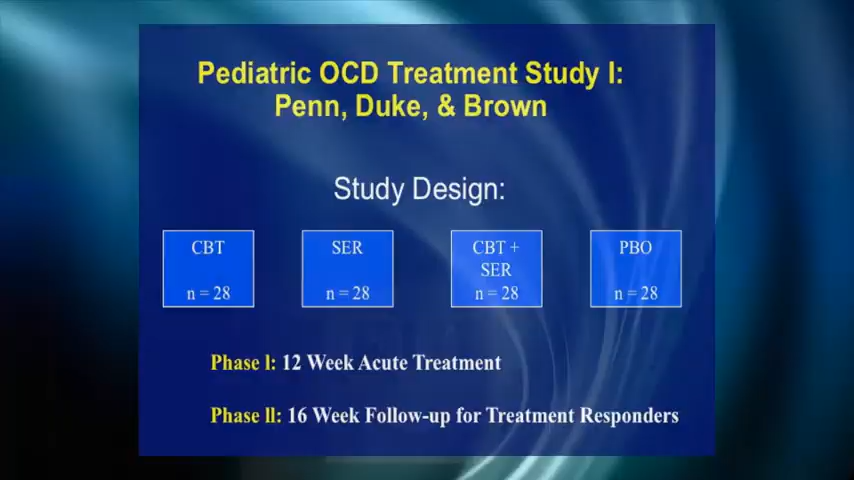 Pediatric OCD Treatment Study I:
Penn, Duke, & Brown
Study Design:
CBT
n = 28
SER
n = 28
CBT +
SER
n = 28
PBO
n = 28
Phase l: 12 Week Acute Treatment
Phase ll: 16 Week Follow-up for Treatment Responders